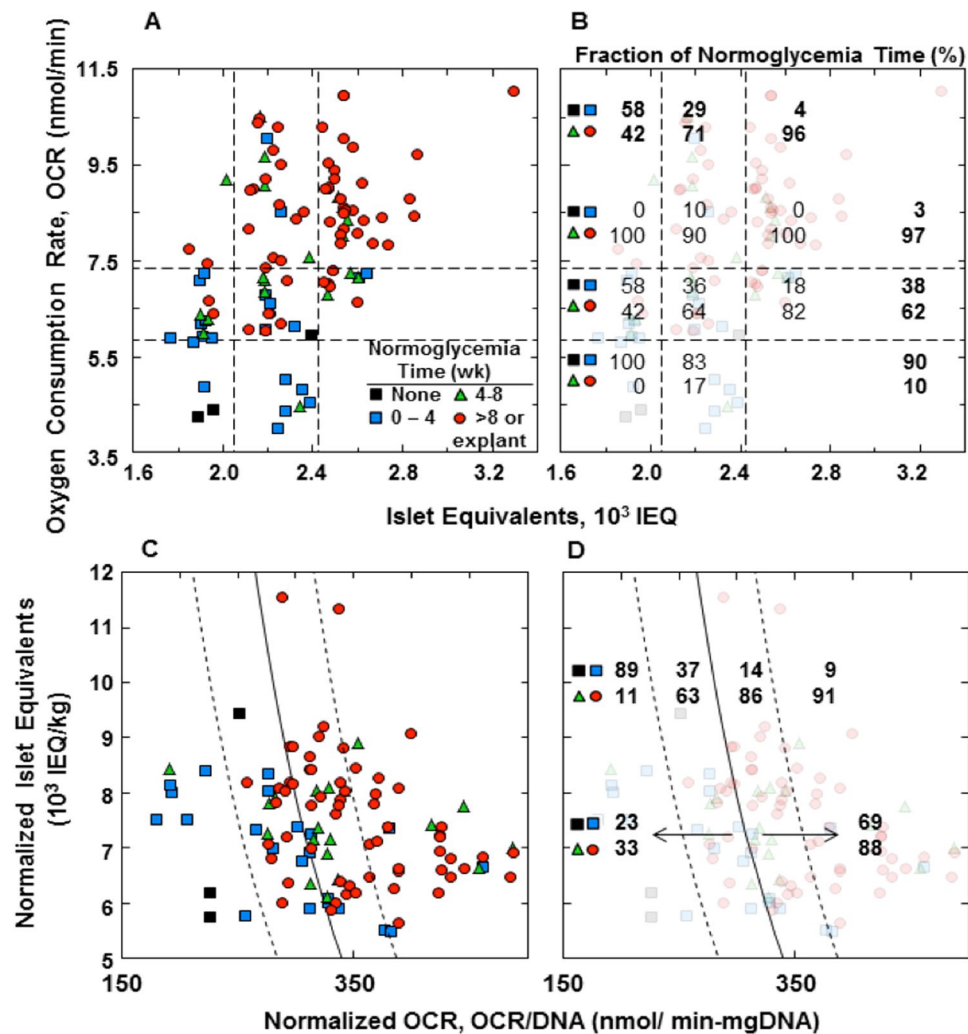 A
B
Oxygen Consumption Rate, OCR (nmol/min)
11.5
9.5
7.5
5.5
3.5
1.6 2.0 2.4 2.8 3.2
Normoglycemia
Time (wk)
None 4-8
0 – 4 >8 or
explant
Fraction of Normoglycemia Time (%)
58 29 4
42 71 96
0 10 0 3
100 90 100 97
58 36 18 38
42 64 82 62
100 83 90
0 17 10
1.6 2.0 2.4 2.8 3.2
Islet Equivalents, 10³ IEQ
C
D
Normalized Islet Equivalents
(10³ IEQ/kg)
12
11
10
9
8
7
6
5
150 350
89 37 14 9
11 63 86 91
23 69
33 88
150 350
Normalized OCR, OCR/DNA (nmol/ min-mgDNA)